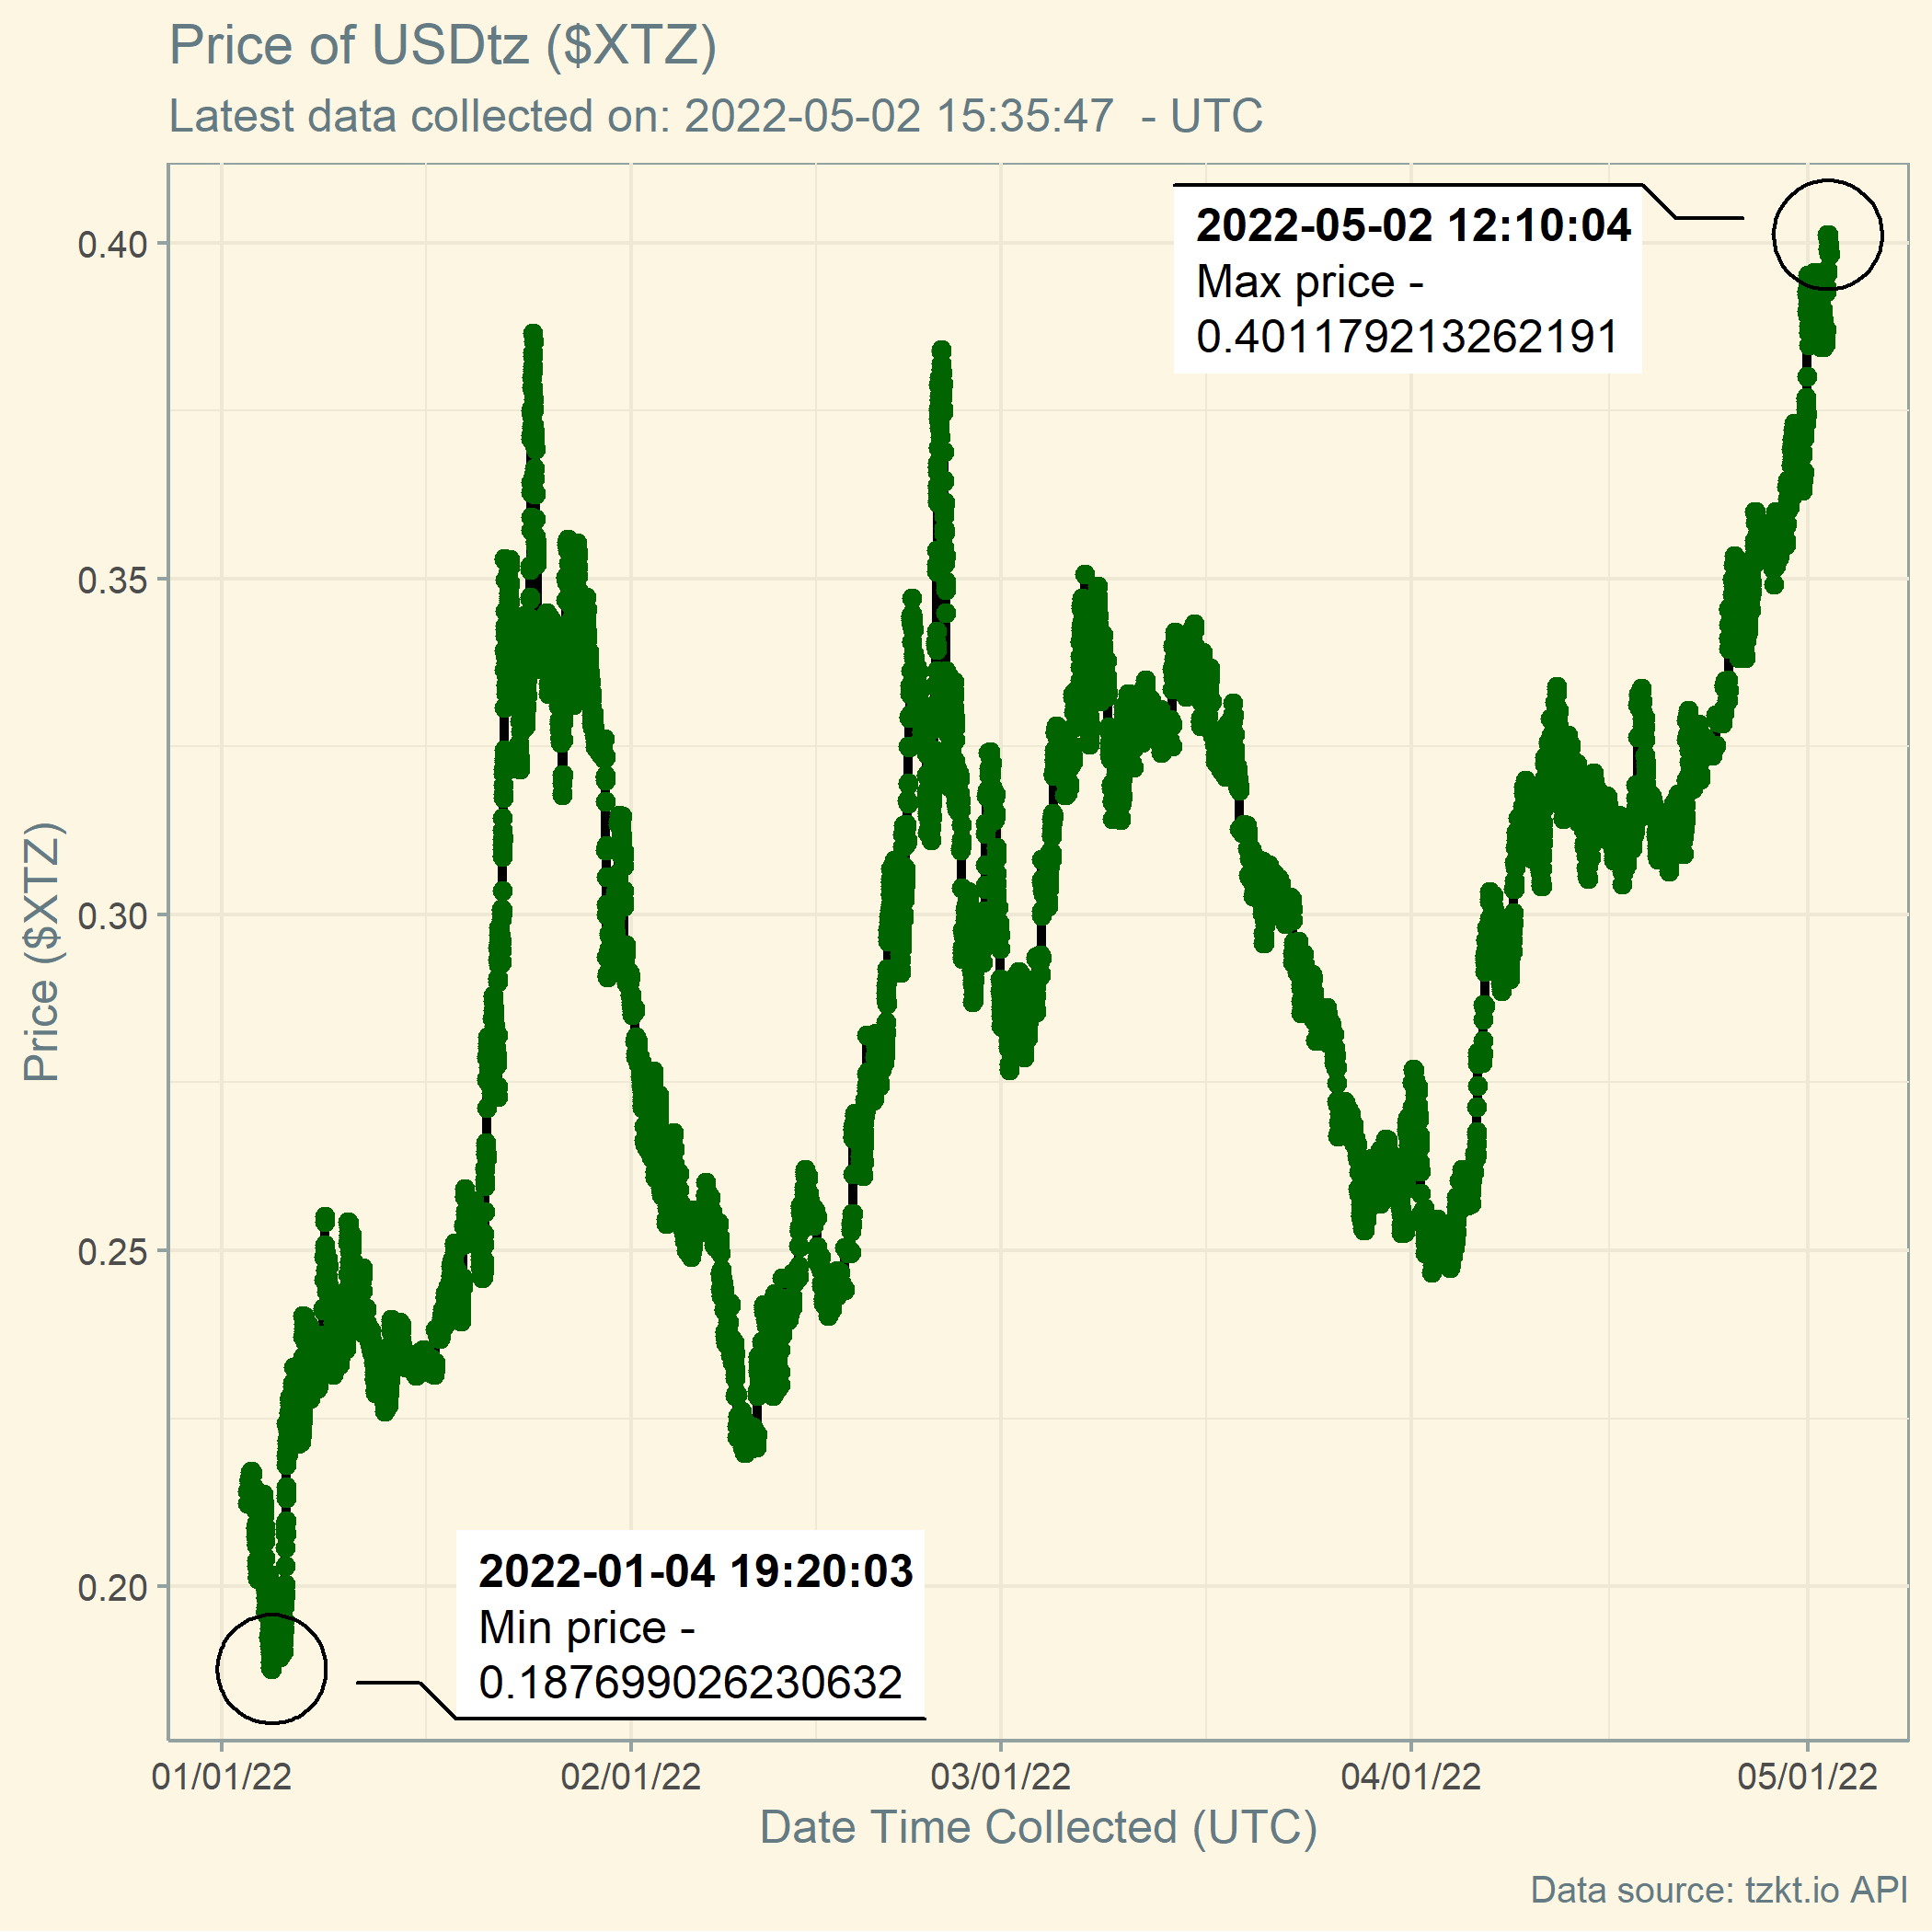 Price of USDtz ($XTZ)
Latest data collected on: 2022-05-02 15:35:47  - UTC
2022-05-02 12:10:04
Max price -
0.401179213262191
0.40
0.35
0.30
0.25
0.20
Price ($XTZ)
2022-01-04 19:20:03
Min price -
0.187699026230632
01/01/22 02/01/22 03/01/22 04/01/22 05/01/22
Date Time Collected (UTC)
Data source: tzkt.io API